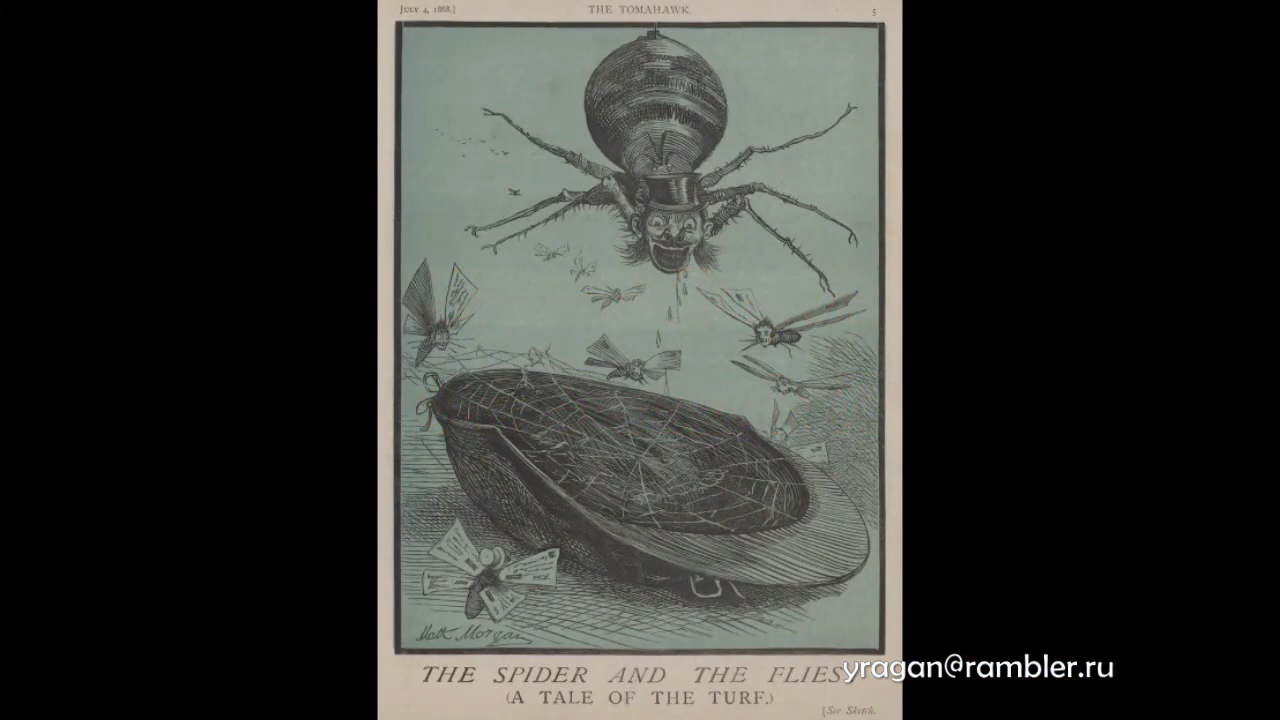 JULY 4, 1868.] THE TOMAHAWK. 5
Matt Morgan
THE SPIDER AND THE FLIES
(A TALE OF THE TURF.)
yragan@rambler.ru
[See Sketch.